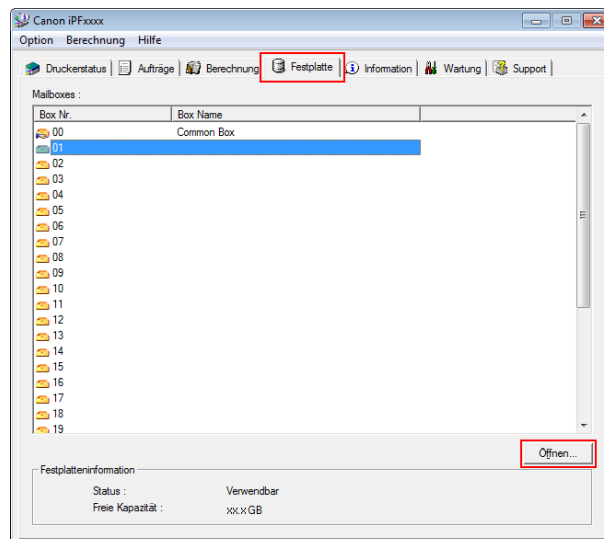 Canon iPFxxxx
Option Berechnung Hilfe
Druckerstatus Aufträge Berechnung Festplatte Information Wartung Support
Mailboxes :
Box Nr. Box Name
00 Common Box
01
02
03
04
05
06
07
08
09
10
11
12
13
14
15
16
17
18
19
Öffnen...
Festplatteninformation
Status : Verwendbar
Freie Kapazität : xx.xGB